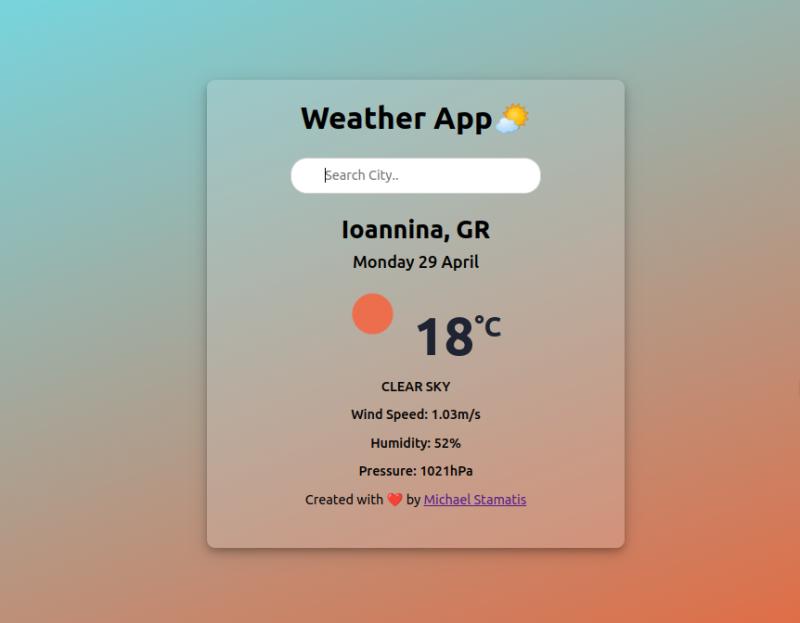 Weather App🌤️
Search City..
Ioannina, GR
Monday 29 April
18°C
CLEAR SKY
Wind Speed: 1.03m/s
Humidity: 52%
Pressure: 1021hPa
Created with ❤️ by Michael Stamatis